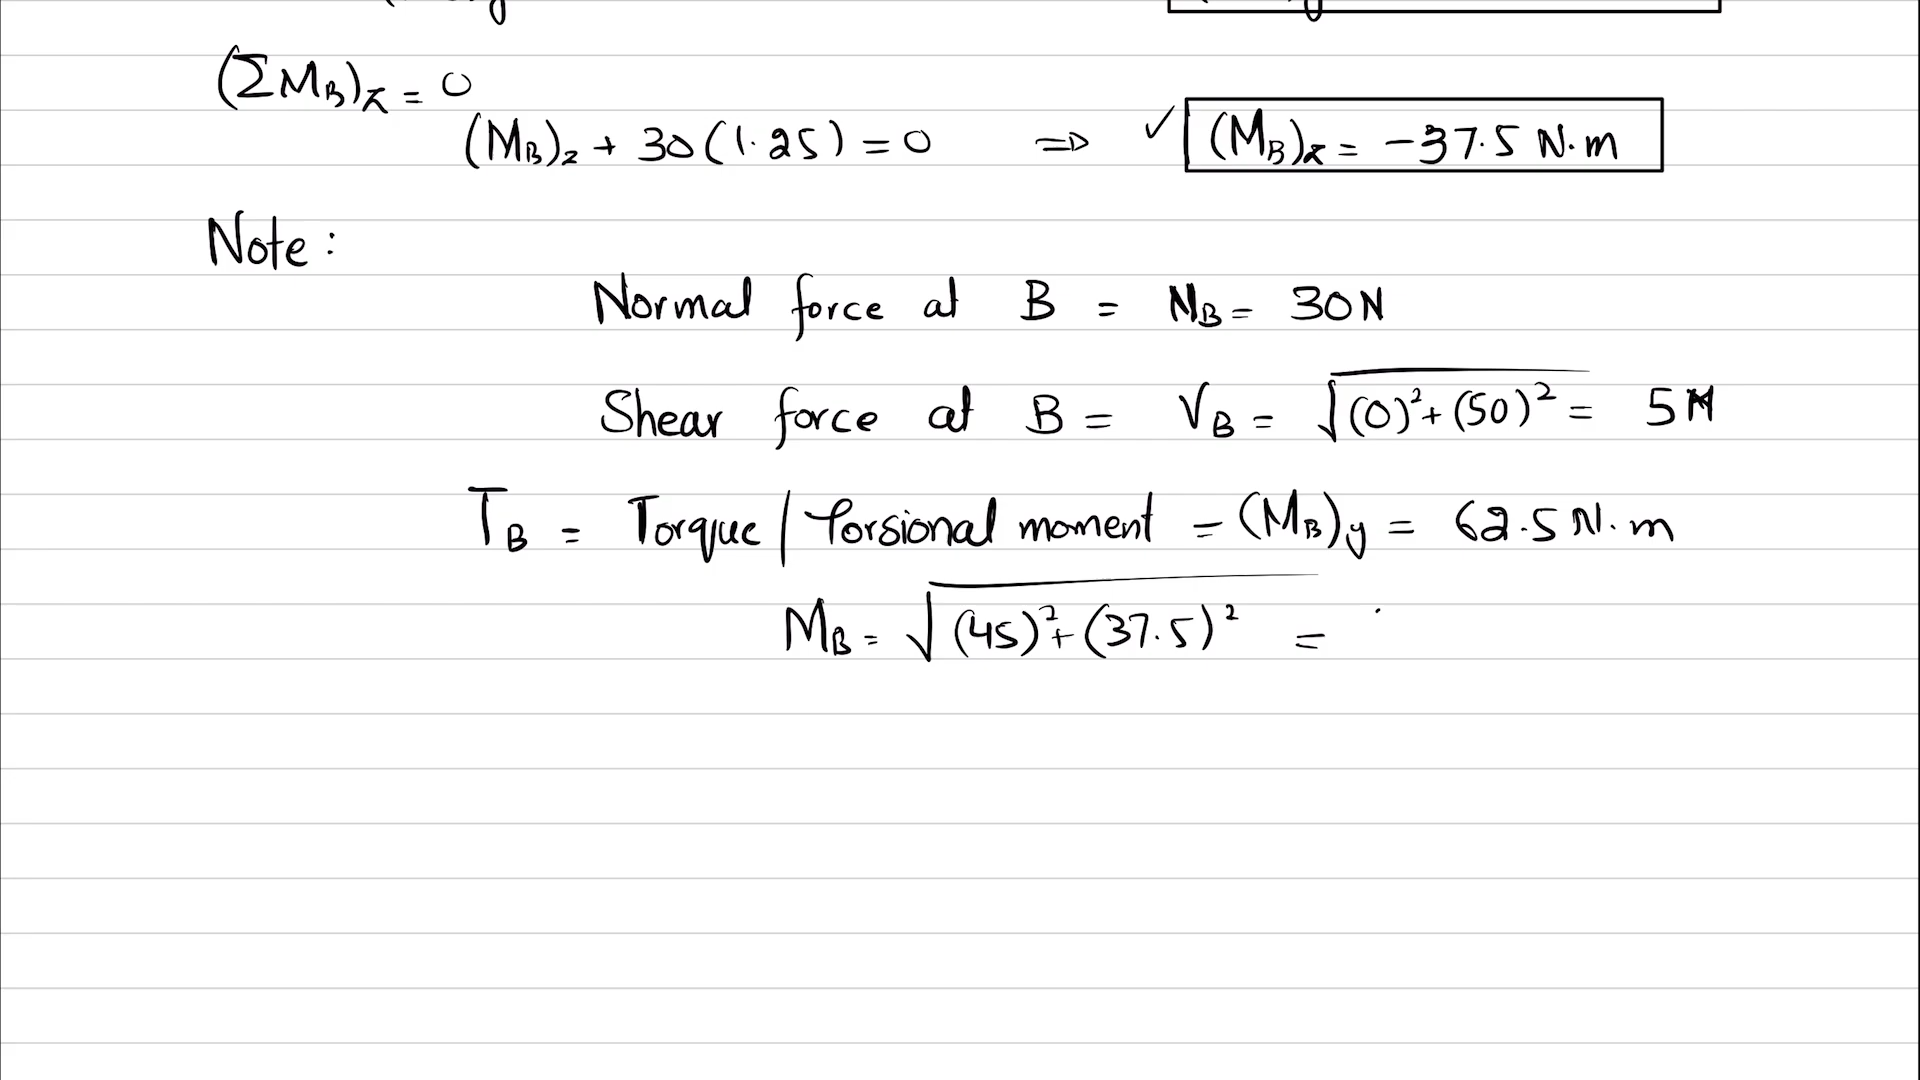 (ΣM_B)_z = 0
(M_B)_z + 30(1.25) = 0 ⇒ ✓ (M_B)_z = -37.5 N.m
Note:
Normal force at B = N_B = 30N
Shear force at B = V_B = √(0)² + (50)² = 5N
T_B = Torque / Torsional moment = (M_B)_y = 62.5 N.m
M_B = √(45)² + (37.5)² =